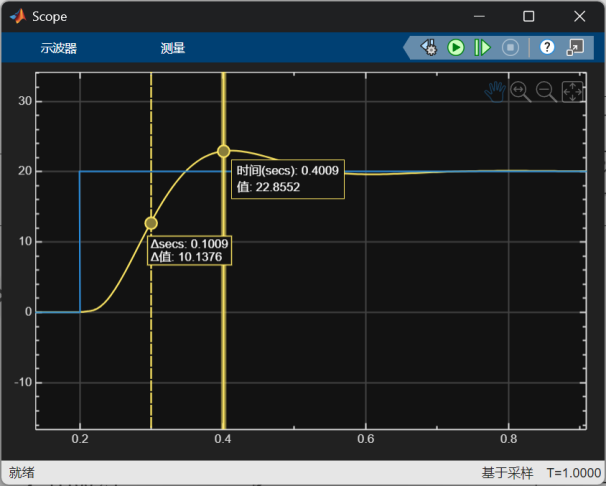 Scope
示波器 测量
30
20
10
0
-10
时间(secs): 0.4009
值: 22.8552
Δsecs: 0.1009
Δ值: 10.1376
0.2 0.4 0.6 0.8
就绪 基于采样 T=1.0000